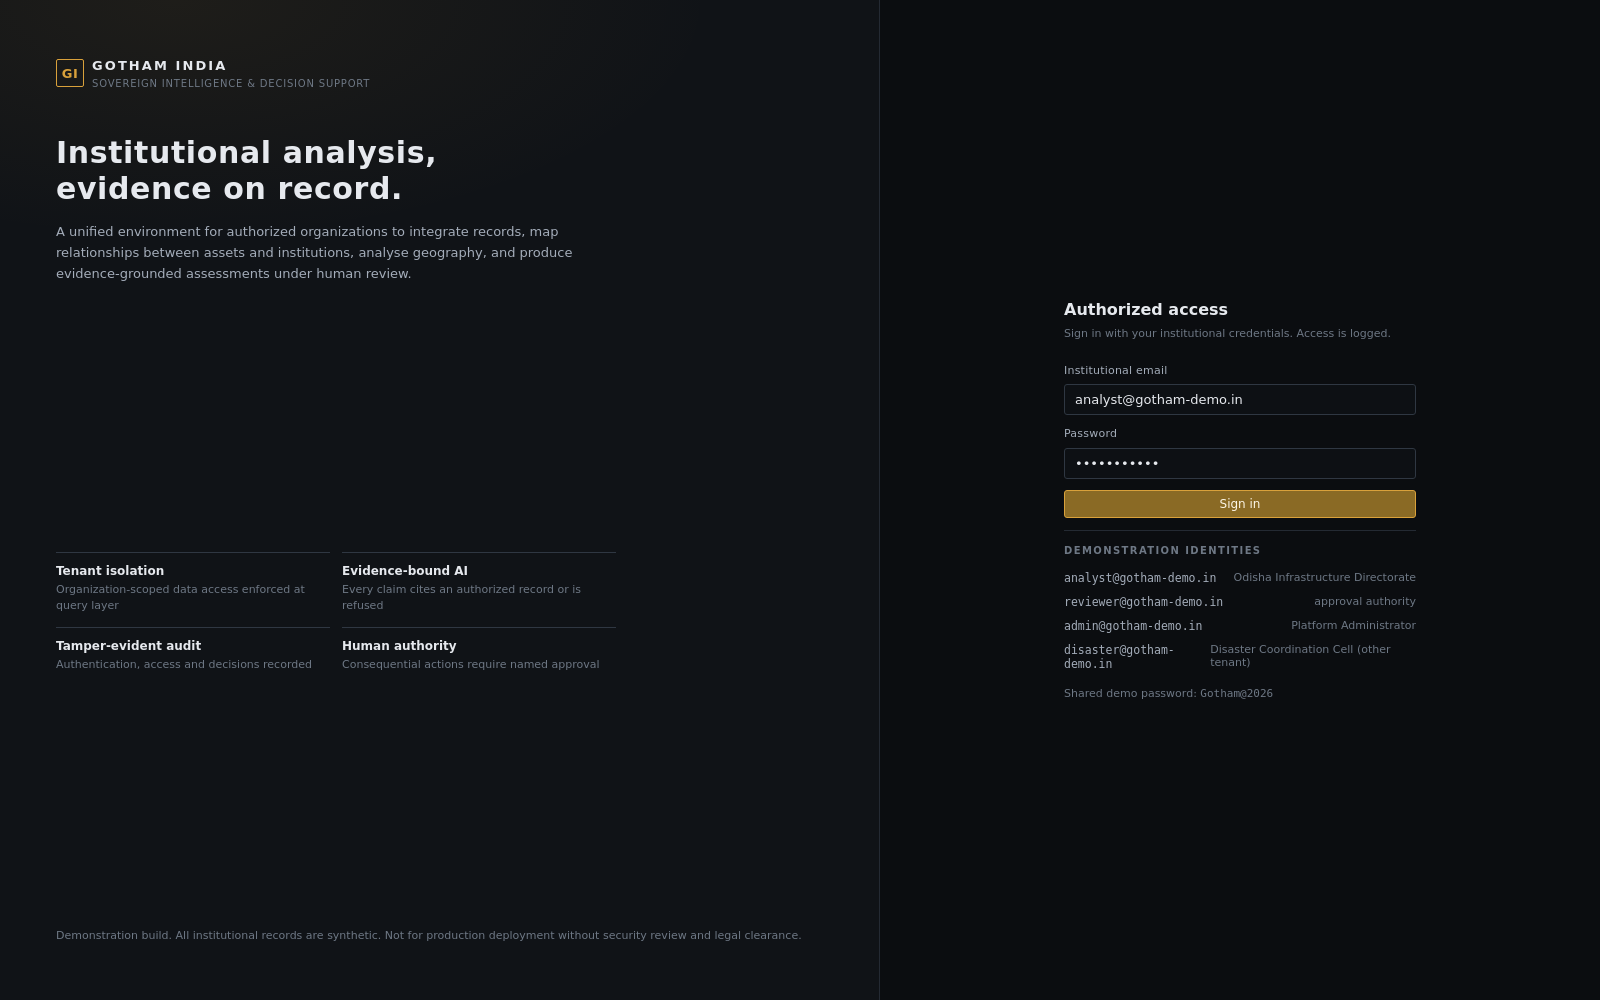 GI
GOTHAM INDIA
SOVEREIGN INTELLIGENCE & DECISION SUPPORT
Institutional analysis,
evidence on record.
A unified environment for authorized organizations to integrate records, map
relationships between assets and institutions, analyse geography, and produce
evidence-grounded assessments under human review.
Tenant isolation
Organization-scoped data access enforced at
query layer
Evidence-bound AI
Every claim cites an authorized record or is
refused
Tamper-evident audit
Authentication, access and decisions recorded
Human authority
Consequential actions require named approval
Demonstration build. All institutional records are synthetic. Not for production deployment without security review and legal clearance.
Authorized access
Sign in with your institutional credentials. Access is logged.
Institutional email
analyst@gotham-demo.in
Password
•••••••••••
Sign in
DEMONSTRATION IDENTITIES
analyst@gotham-demo.in Odisha Infrastructure Directorate
reviewer@gotham-demo.in approval authority
admin@gotham-demo.in Platform Administrator
disaster@gotham-
demo.in
Disaster Coordination Cell (other
tenant)
Shared demo password: Gotham@2026